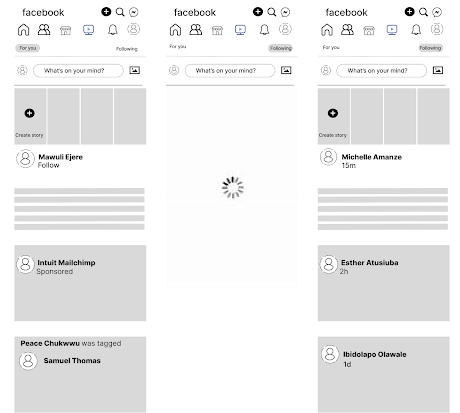 facebook
For you
Following
What's on your mind?
Create story
Mawuli Ejere
Follow
Intuit Mailchimp
Sponsored
Peace Chukwwu was tagged
Samuel Thomas
facebook
For you
Following
What's on your mind?
facebook
For you
Following
What's on your mind?
Create story
Michelle Amanze
15m
Esther Atusiuba
2h
Ibidolapo Olawale
1d